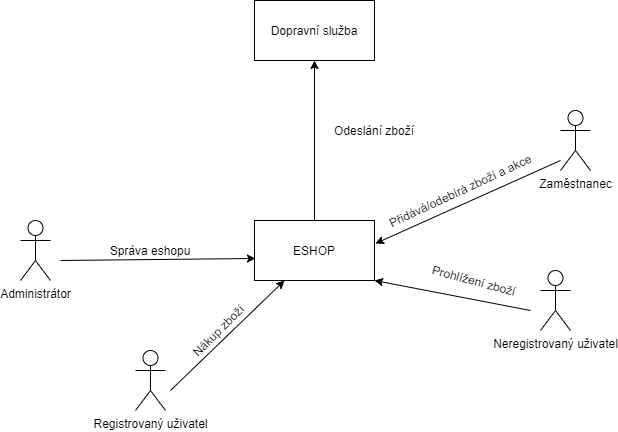 Dopravní služba
Odeslání zboží
Zaměstnanec
Přidává/odebírá zboží a akce
ESHOP
Správa eshopu
Administrátor
Prohlížení zboží
Neregistrovaný uživatel
Nákup zboží
Registrovaný uživatel